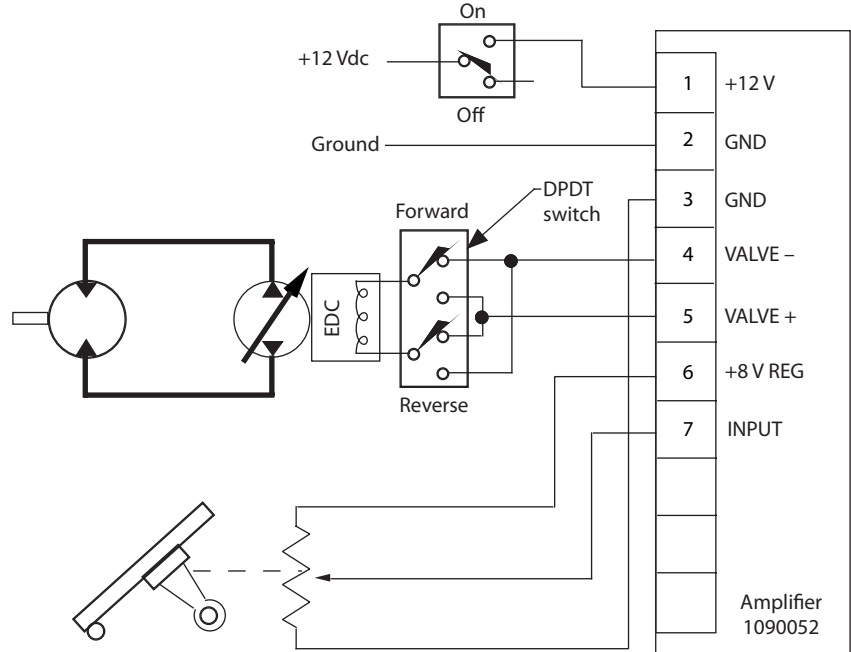 On
+12 Vdc
Off
1 +12 V
Ground
2 GND
3 GND
DPDT
switch
Forward
4 VALVE –
EDC
5 VALVE +
Reverse
6 +8 V REG
7 INPUT
Amplifier
1090052